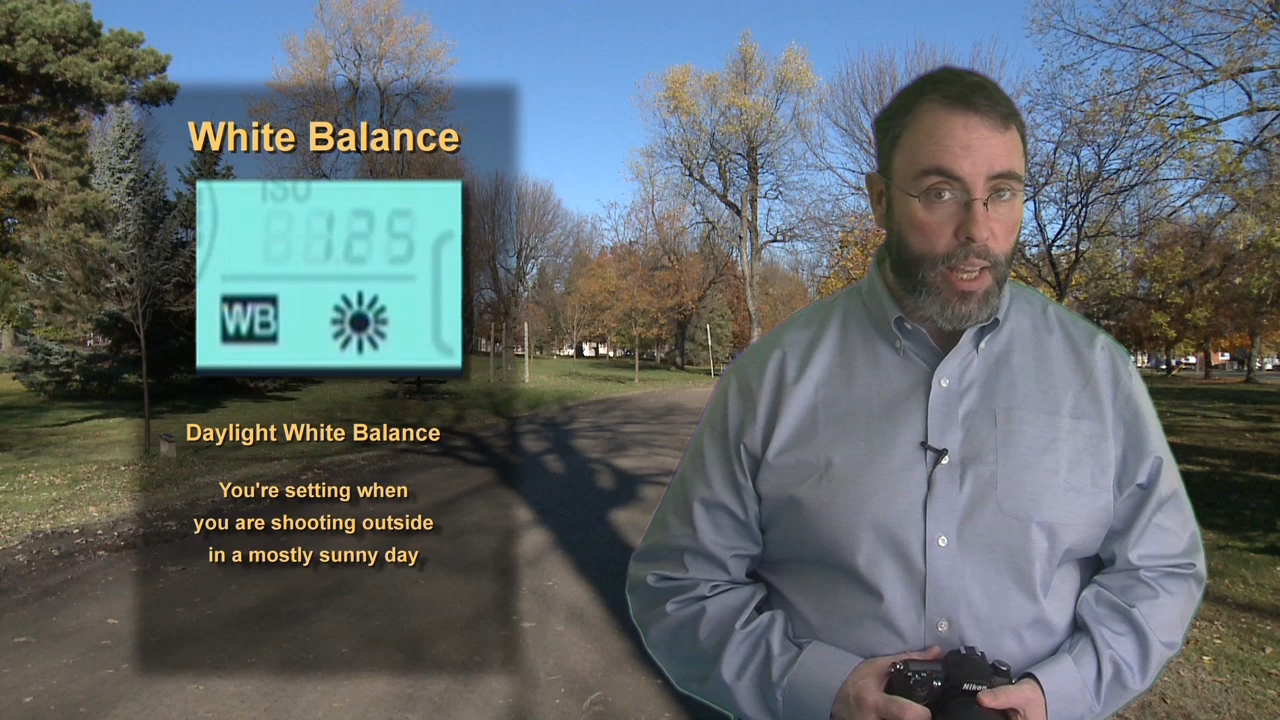 White Balance
ISO
125
WB
Daylight White Balance
You're setting when
you are shooting outside
in a mostly sunny day
Nikon